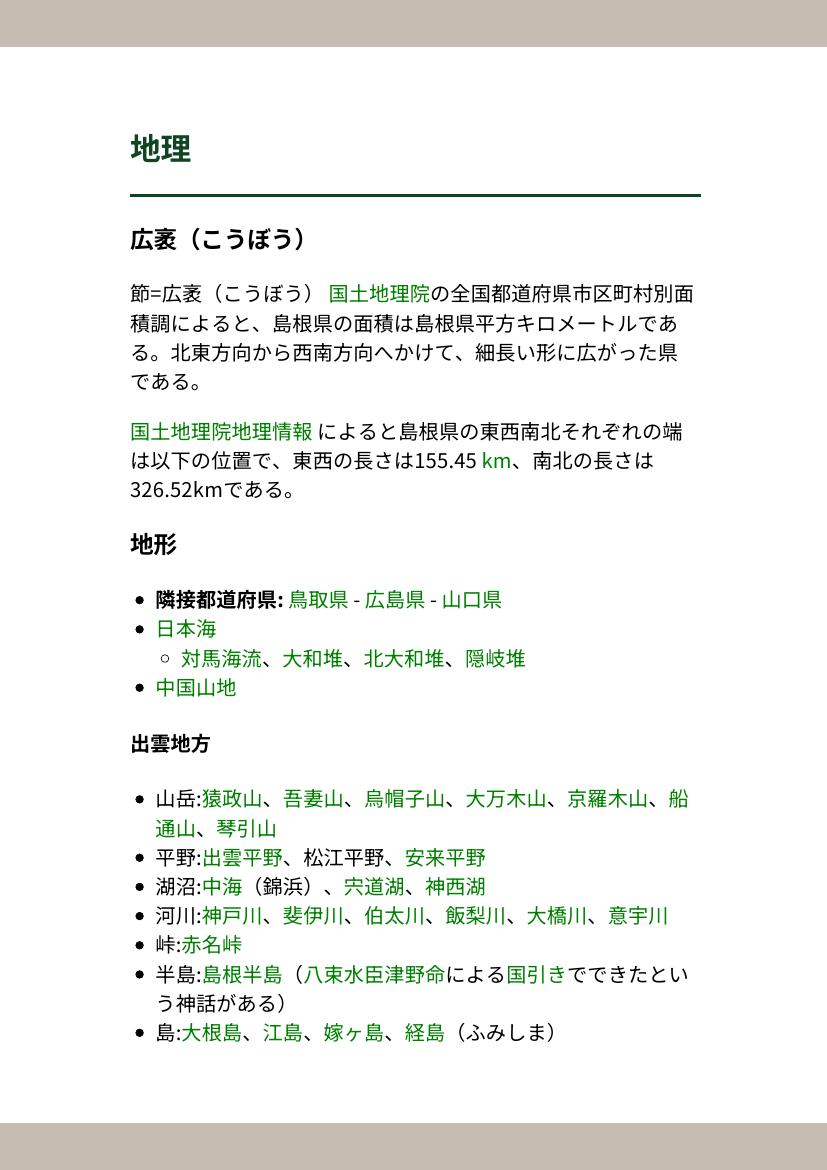 地理
広袤（こうぼう）
節=広袤（こうぼう） 国土地理院の全国都道府県市区町村別面
積調によると、島根県の面積は島根県平方キロメートルであ
る。北東方向から西南方向へかけて、細長い形に広がった県
である。
国土地理院地理情報 によると島根県の東西南北それぞれの端
は以下の位置で、東西の長さは155.45 km、南北の長さは
326.52kmである。
地形
隣接都道府県: 鳥取県 - 広島県 - 山口県
日本海
対馬海流、大和堆、北大和堆、隠岐堆
中国山地
出雲地方
山岳:猿政山、吾妻山、烏帽子山、大万木山、京羅木山、船
通山、琴引山
平野:出雲平野、松江平野、安来平野
湖沼:中海（錦浜）、宍道湖、神西湖
河川:神戸川、斐伊川、伯太川、飯梨川、大橋川、意宇川
峠:赤名峠
半島:島根半島（八束水臣津野命による国引きでできたとい
う神話がある）
島:大根島、江島、嫁ヶ島、経島（ふみしま）